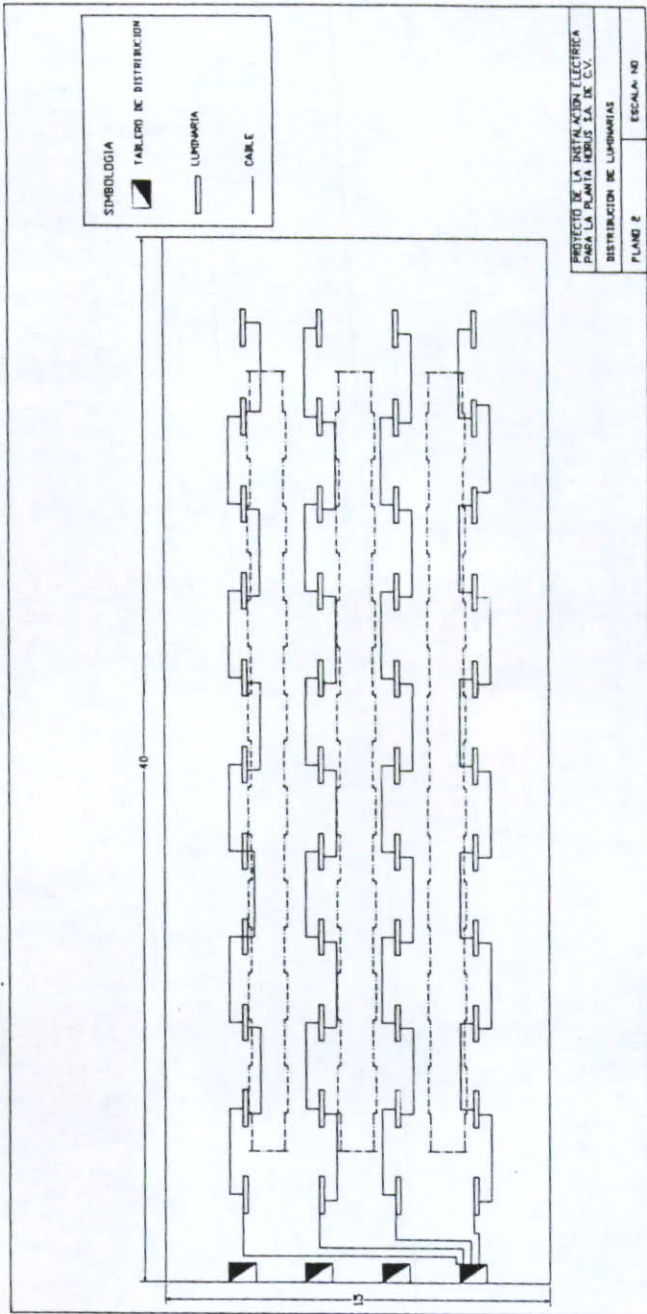 SIMBOLOGIA
TABLERO DE DISTRIBUCION
LUMINARIA
CABLE
40
13
PROYECTO DE LA INSTALACION ELECTRICA
PARA LA PLANTA HORUS S.A. DE C.V.
DISTRIBUCION DE LUMINARIAS
PLANO 2
ESCALA: NO